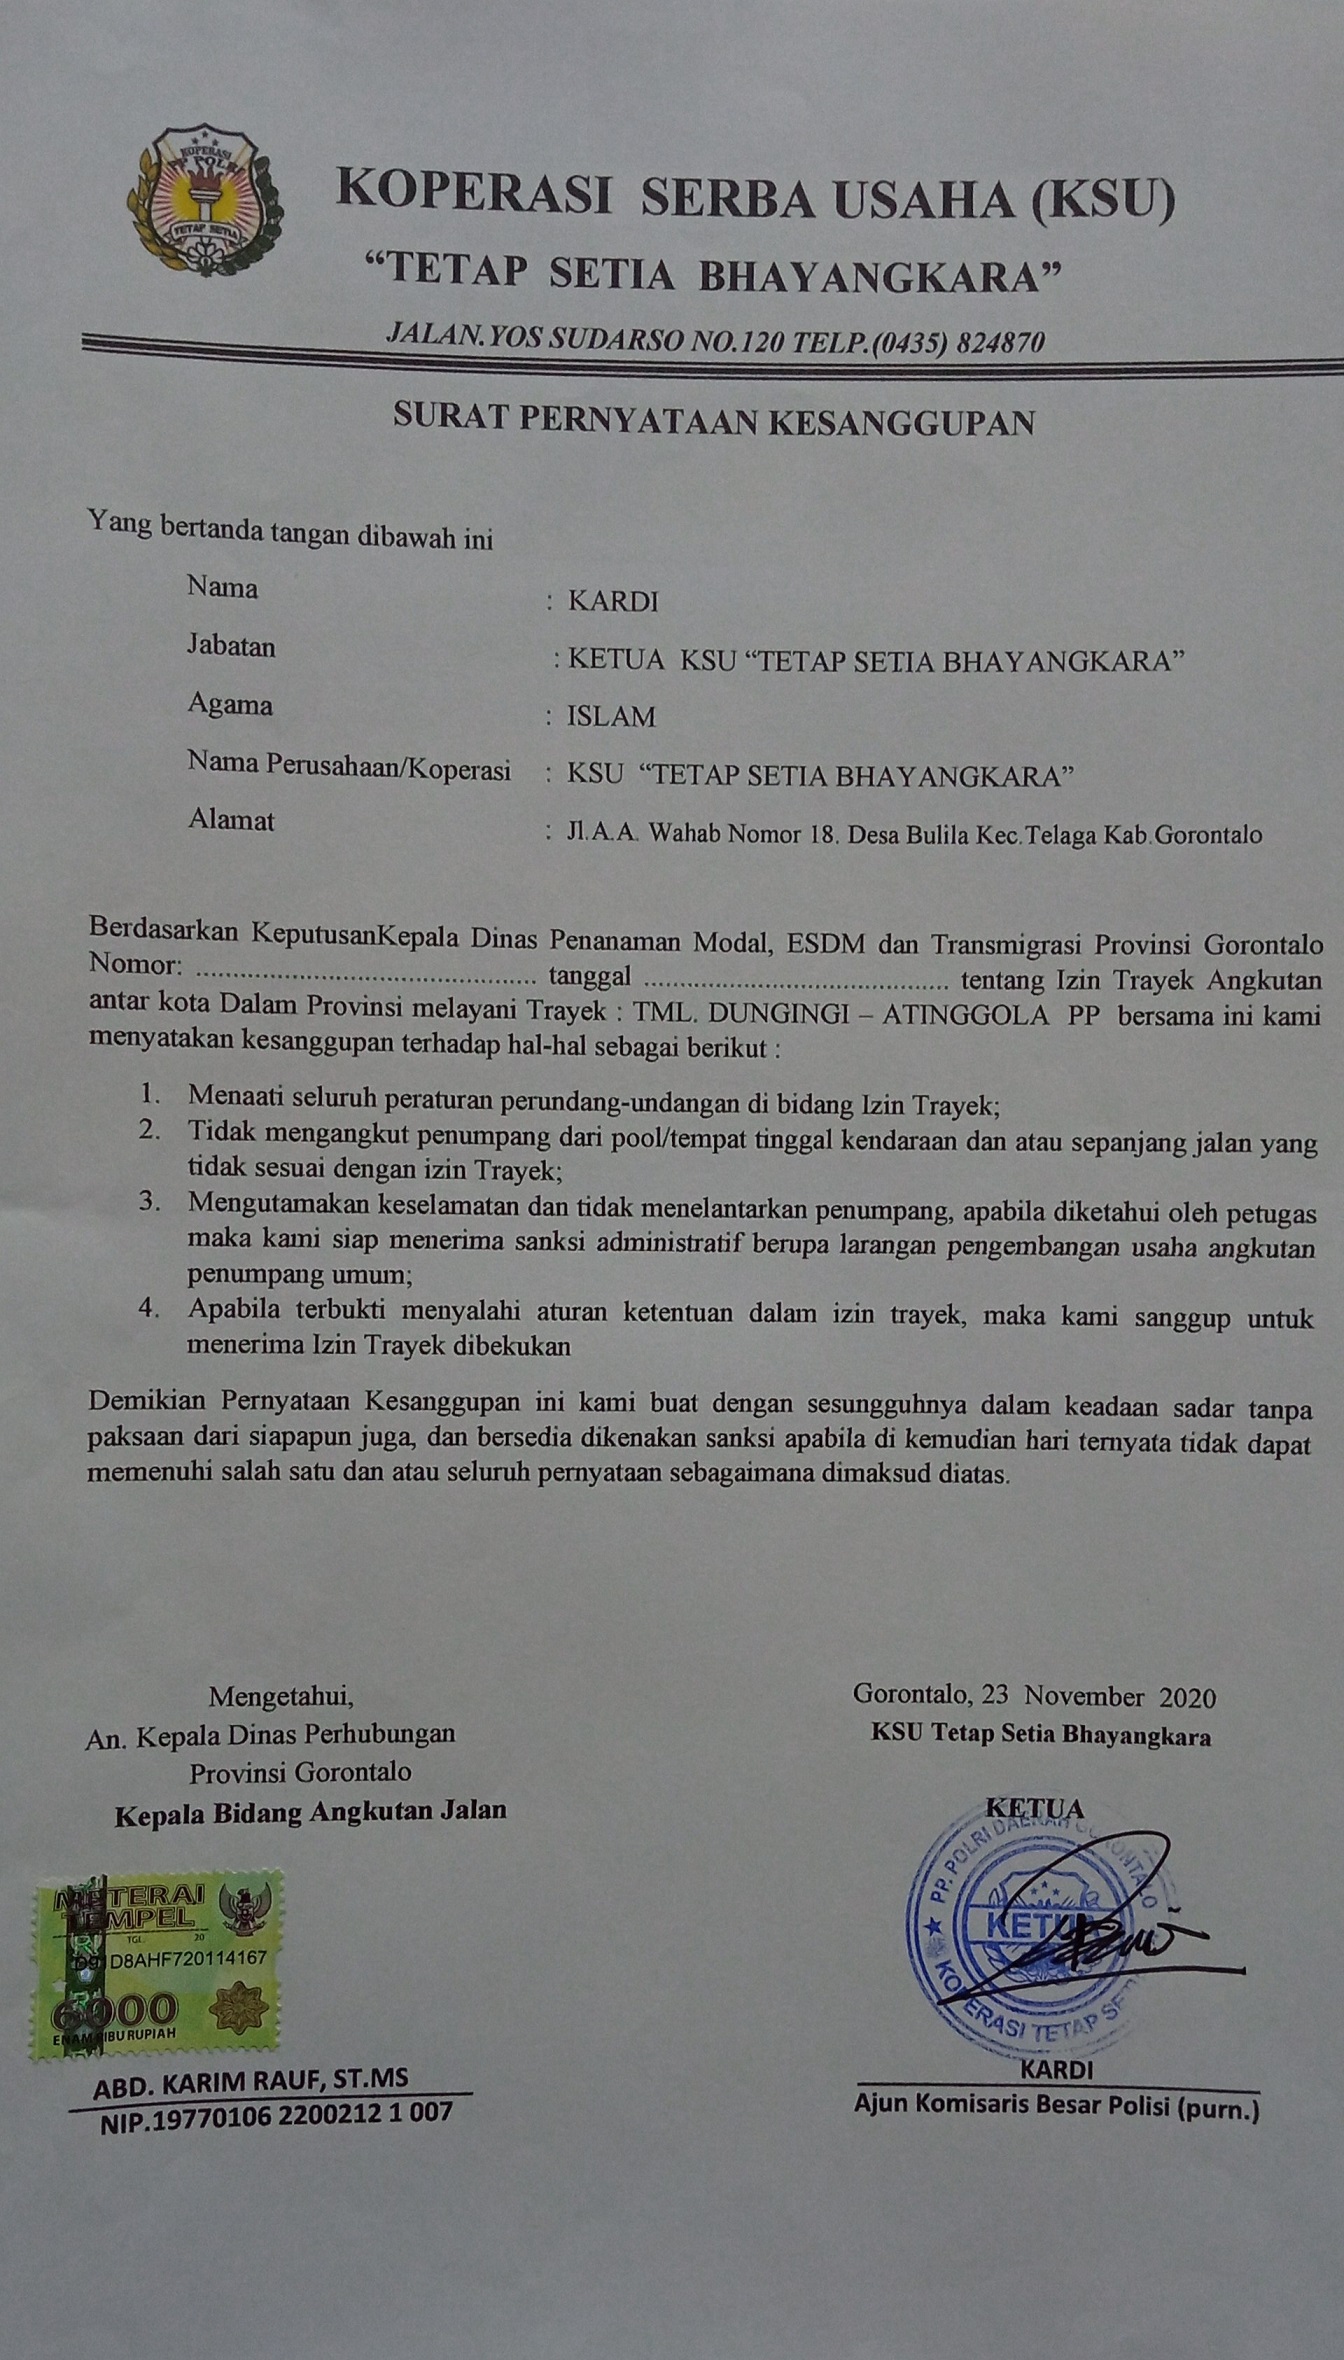 KOPERASI
PP POLRI
TETAP SETIA
KOPERASI SERBA USAHA (KSU)
“TETAP SETIA BHAYANGKARA”
JALAN.YOS SUDARSO NO.120 TELP.(0435) 824870
SURAT PERNYATAAN KESANGGUPAN
Yang bertanda tangan dibawah ini
Nama : KARDI
Jabatan : KETUA KSU “TETAP SETIA BHAYANGKARA”
Agama : ISLAM
Nama Perusahaan/Koperasi : KSU “TETAP SETIA BHAYANGKARA”
Alamat : Jl.A.A. Wahab Nomor 18. Desa Bulila Kec.Telaga Kab.Gorontalo
Berdasarkan KeputusanKepala Dinas Penanaman Modal, ESDM dan Transmigrasi Provinsi Gorontalo
Nomor: ............................................... tanggal .......................................... tentang Izin Trayek Angkutan
antar kota Dalam Provinsi melayani Trayek : TML. DUNGINGI – ATINGGOLA PP bersama ini kami
menyatakan kesanggupan terhadap hal-hal sebagai berikut :
1. Menaati seluruh peraturan perundang-undangan di bidang Izin Trayek;
2. Tidak mengangkut penumpang dari pool/tempat tinggal kendaraan dan atau sepanjang jalan yang
tidak sesuai dengan izin Trayek;
3. Mengutamakan keselamatan dan tidak menelantarkan penumpang, apabila diketahui oleh petugas
maka kami siap menerima sanksi administratif berupa larangan pengembangan usaha angkutan
penumpang umum;
4. Apabila terbukti menyalahi aturan ketentuan dalam izin trayek, maka kami sanggup untuk
menerima Izin Trayek dibekukan
Demikian Pernyataan Kesanggupan ini kami buat dengan sesungguhnya dalam keadaan sadar tanpa
paksaan dari siapapun juga, dan bersedia dikenakan sanksi apabila di kemudian hari ternyata tidak dapat
memenuhi salah satu dan atau seluruh pernyataan sebagaimana dimaksud diatas.
Mengetahui,
An. Kepala Dinas Perhubungan
Provinsi Gorontalo
Kepala Bidang Angkutan Jalan
METERAI
TEMPEL
TGL. 20
D8AHF720114167
6000
ENAM RIBU RUPIAH
ABD. KARIM RAUF, ST.MS
NIP.19770106 2200212 1 007
Gorontalo, 23 November 2020
KSU Tetap Setia Bhayangkara
KETUA
PP. POLRI DAERAH GORONTALO
KETUA
KOPERASI TETAP SE
KARDI
Ajun Komisaris Besar Polisi (purn.)